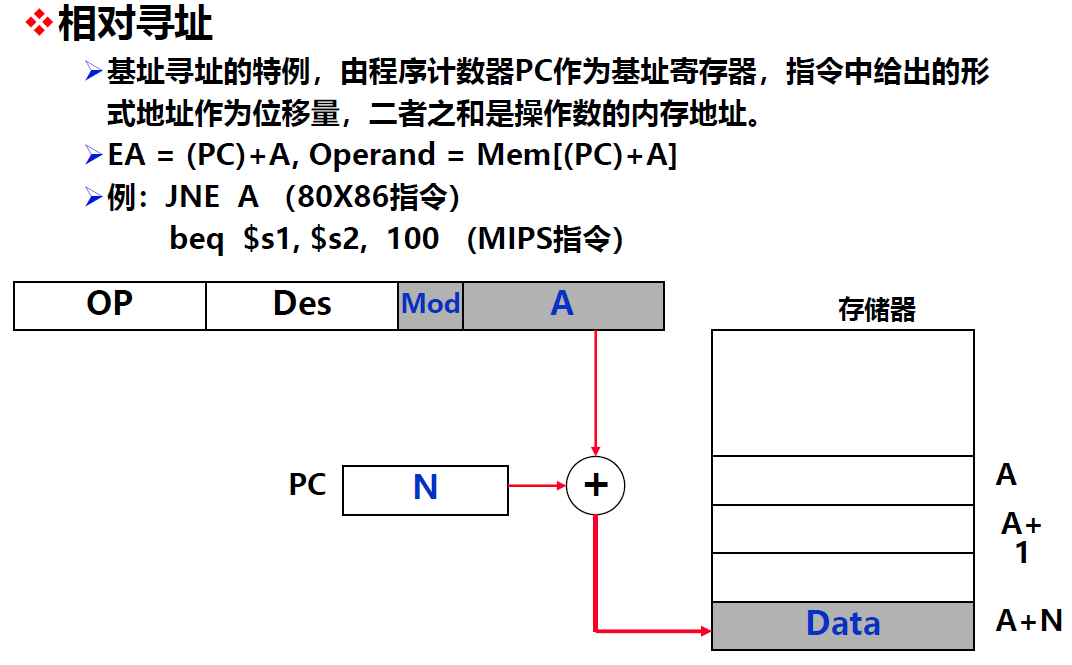 相对寻址
基址寻址的特例，由程序计数器PC作为基址寄存器，指令中给出的形
式地址作为位移量，二者之和是操作数的内存地址。
EA = (PC)+A, Operand = Mem[(PC)+A]
例：JNE A （80X86指令）
beq $s1, $s2, 100 （MIPS指令）
OP Des Mod A
存储器
PC N +
A
A+
1
Data A+N